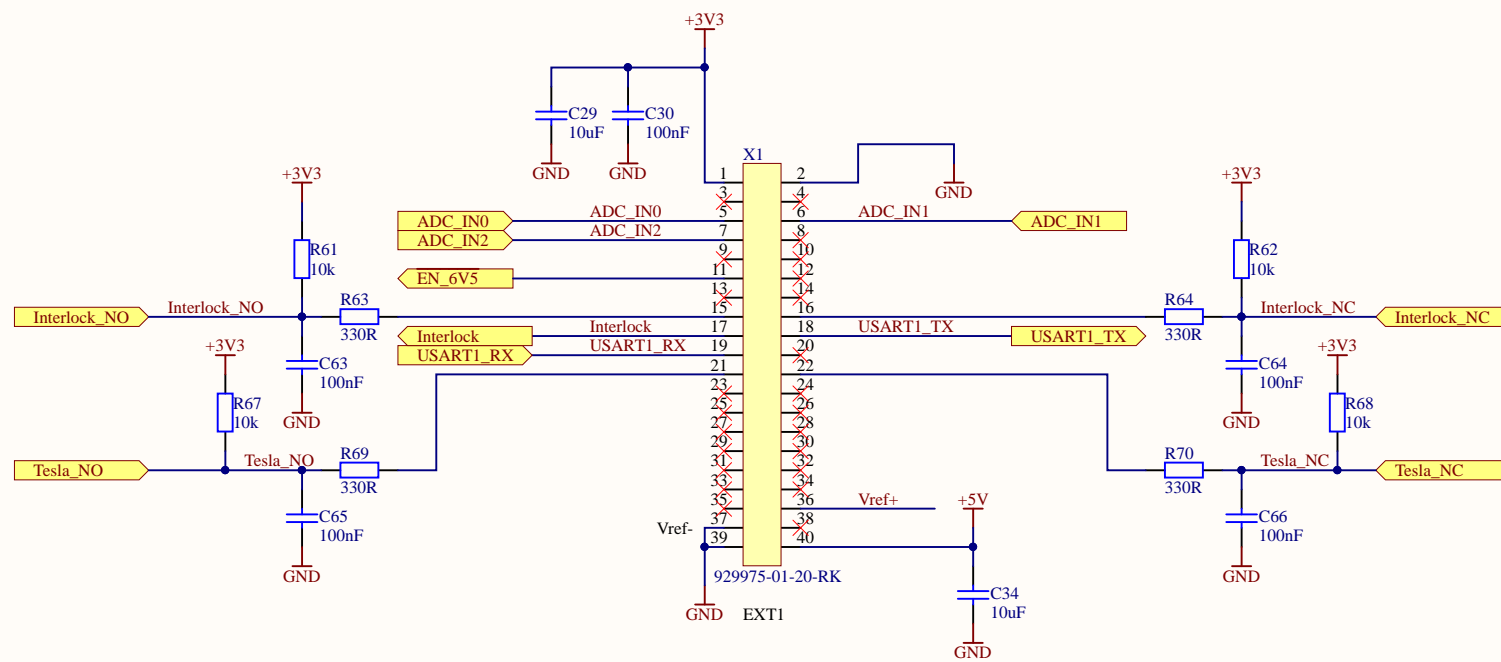 +3V3
C29
10uF
C30
100nF
GND
GND
X1
+3V3
+3V3
1
2
GND
3
4
ADC_IN0
ADC_IN0
5
6
ADC_IN1
ADC_IN1
ADC_IN2
ADC_IN2
7
8
R61
10k
9
10
R62
10k
EN_6V5
11
12
13
14
Interlock_NO
Interlock_NO
R63
330R
15
16
R64
330R
Interlock_NC
Interlock_NC
Interlock
Interlock
17
18
USART1_TX
USART1_TX
USART1_RX
USART1_RX
19
20
+3V3
+3V3
C63
100nF
21
22
C64
100nF
GND
GND
23
24
R67
10k
25
26
R68
10k
27
28
29
30
Tesla_NO
Tesla_NO
R69
330R
31
32
R70
330R
Tesla_NC
Tesla_NC
33
34
35
36
Vref+
+5V
C65
100nF
Vref-
37
38
C66
100nF
39
40
GND
GND
929975-01-20-RK
GND
EXT1
C34
10uF
GND